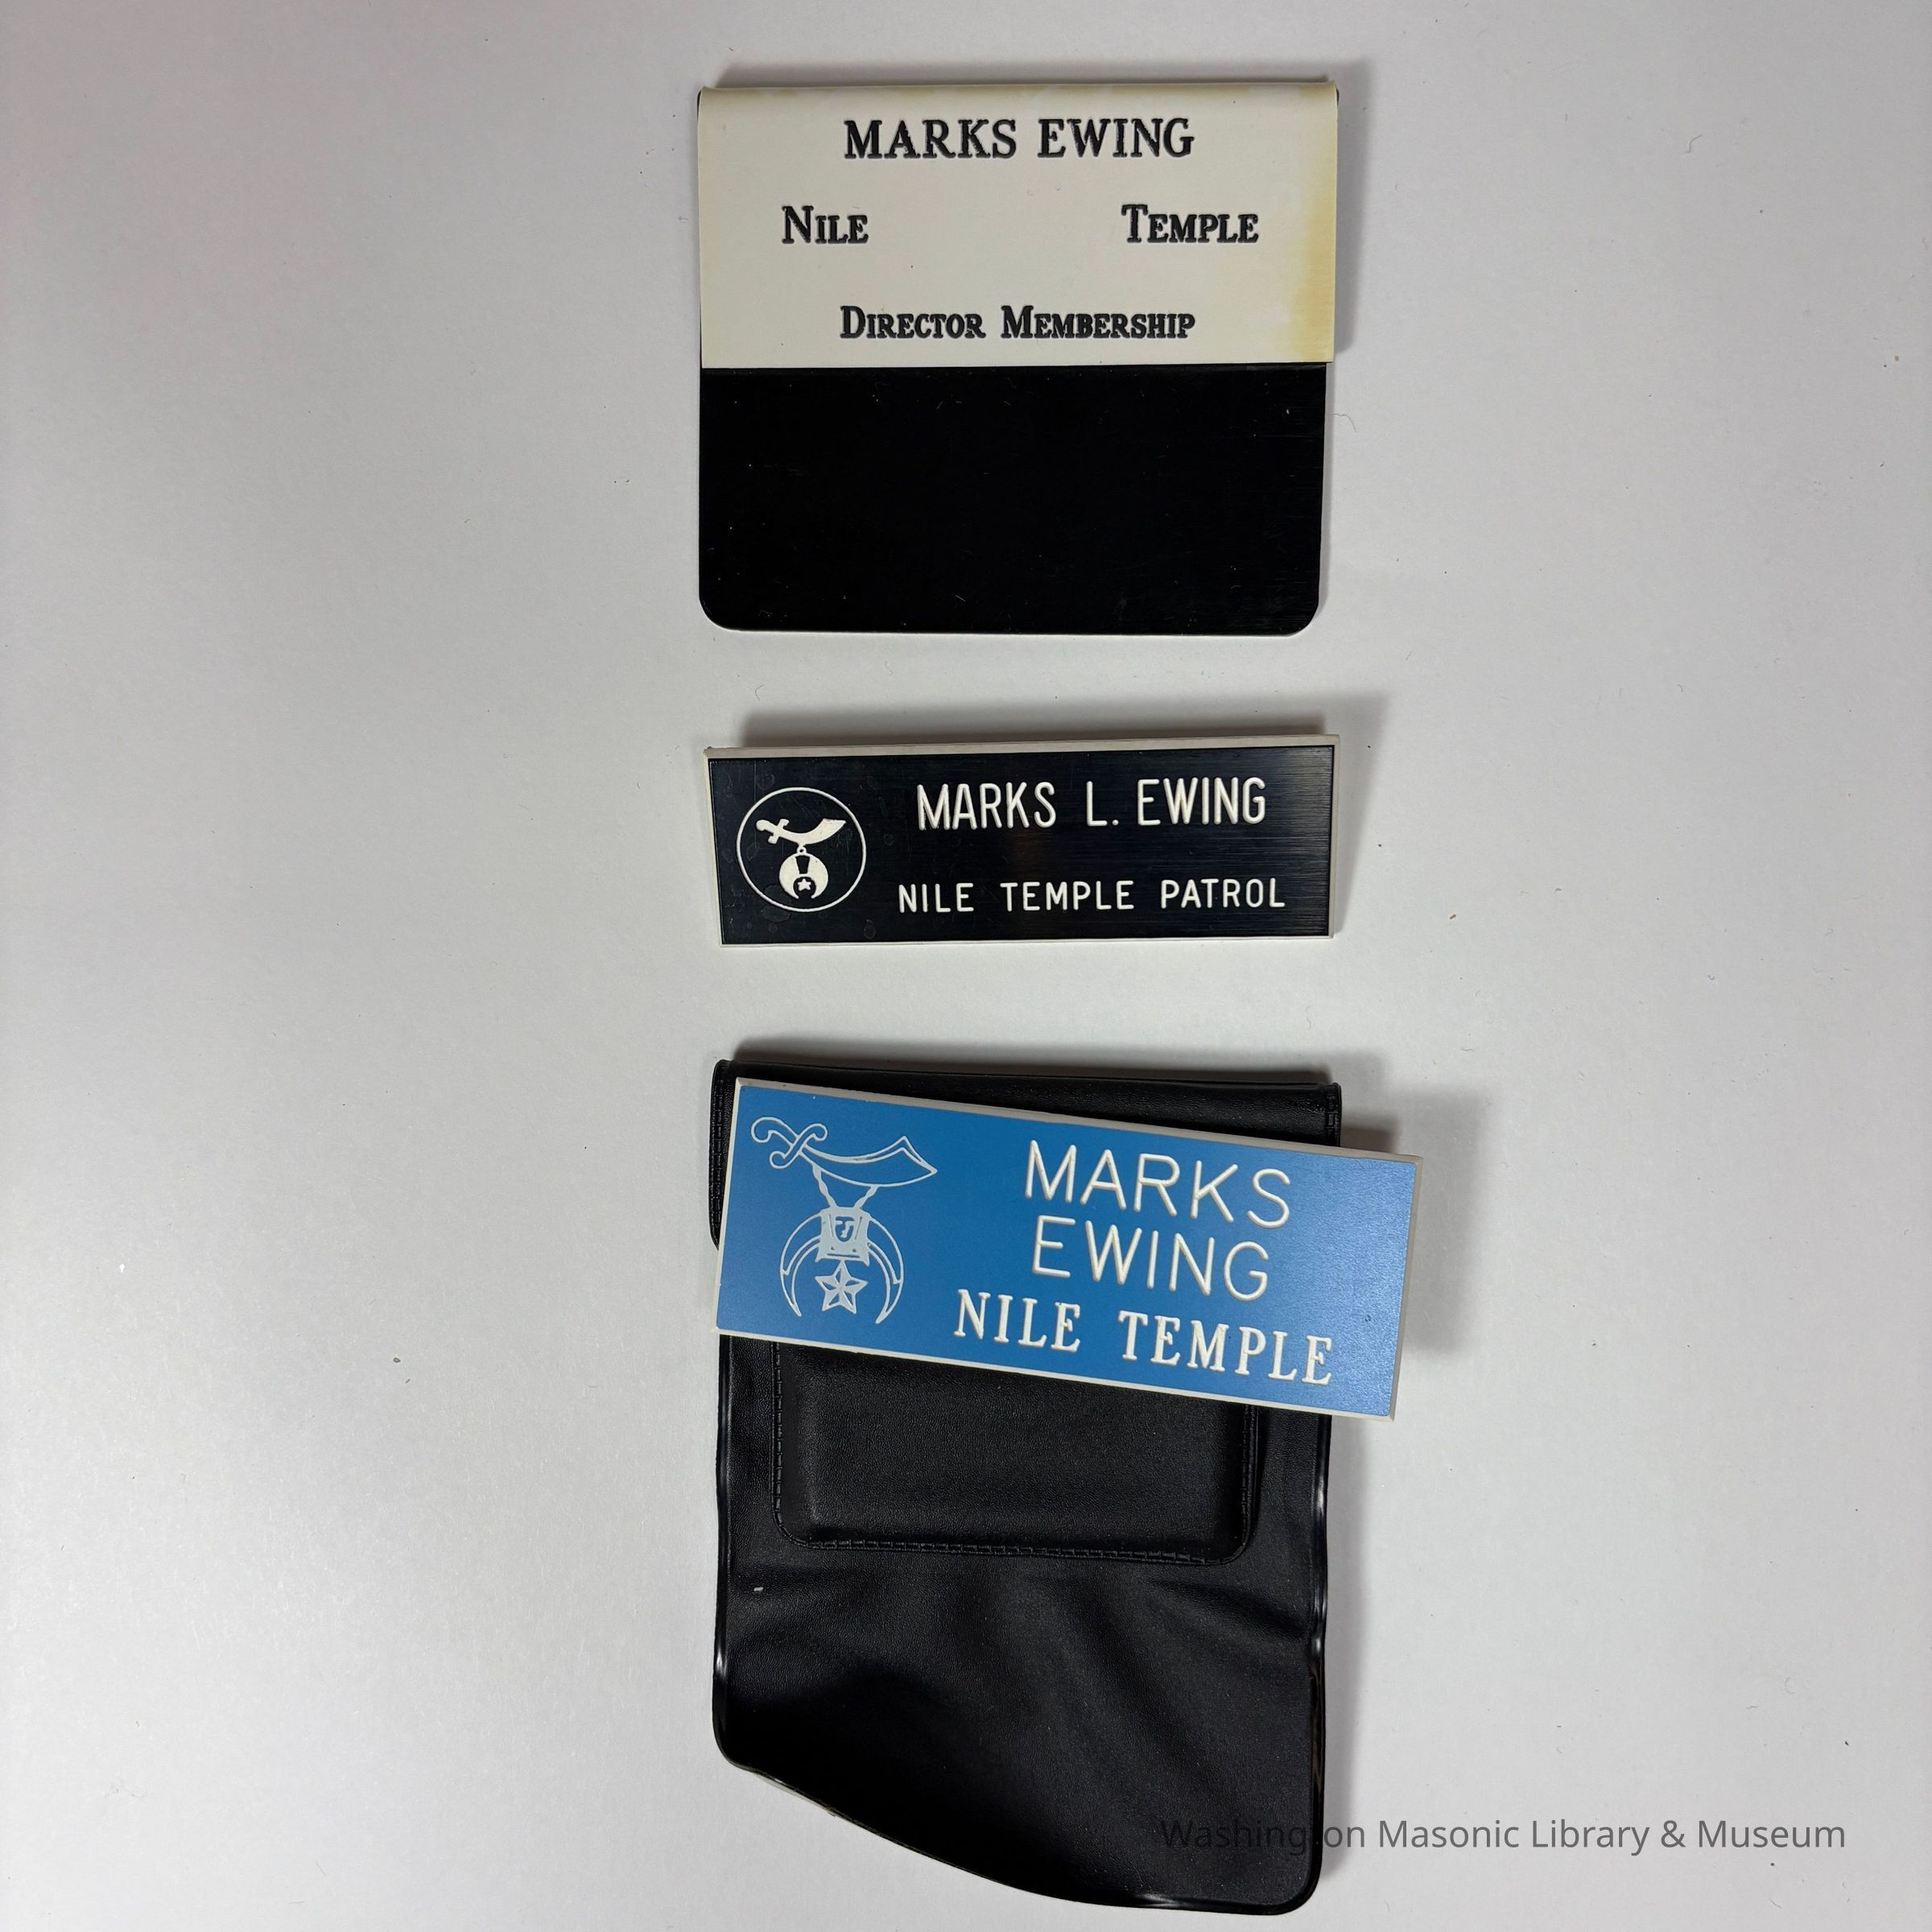 MARKS EWING
NILE TEMPLE
DIRECTOR MEMBERSHIP
MARKS L. EWING
NILE TEMPLE PATROL
MARKS
EWING
NILE TEMPLE
Washington Masonic Library & Museum